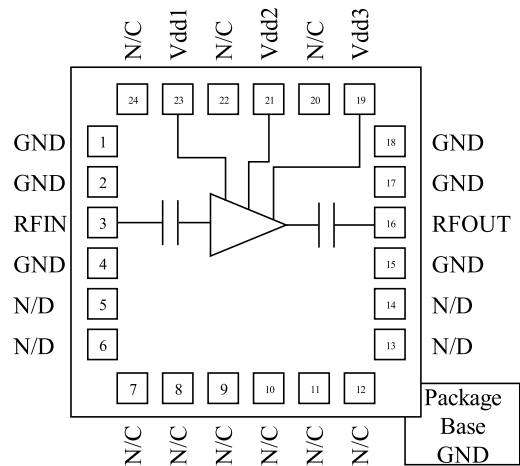 N/C
Vdd1
N/C
Vdd2
N/C
Vdd3
24
23
22
21
20
19
GND
1
18
GND
GND
2
17
GND
RFIN
3
16
RFOUT
GND
4
15
GND
N/D
5
14
N/D
N/D
6
13
N/D
7
8
9
10
11
12
N/C
N/C
N/C
N/C
N/C
N/C
Package
Base
GND